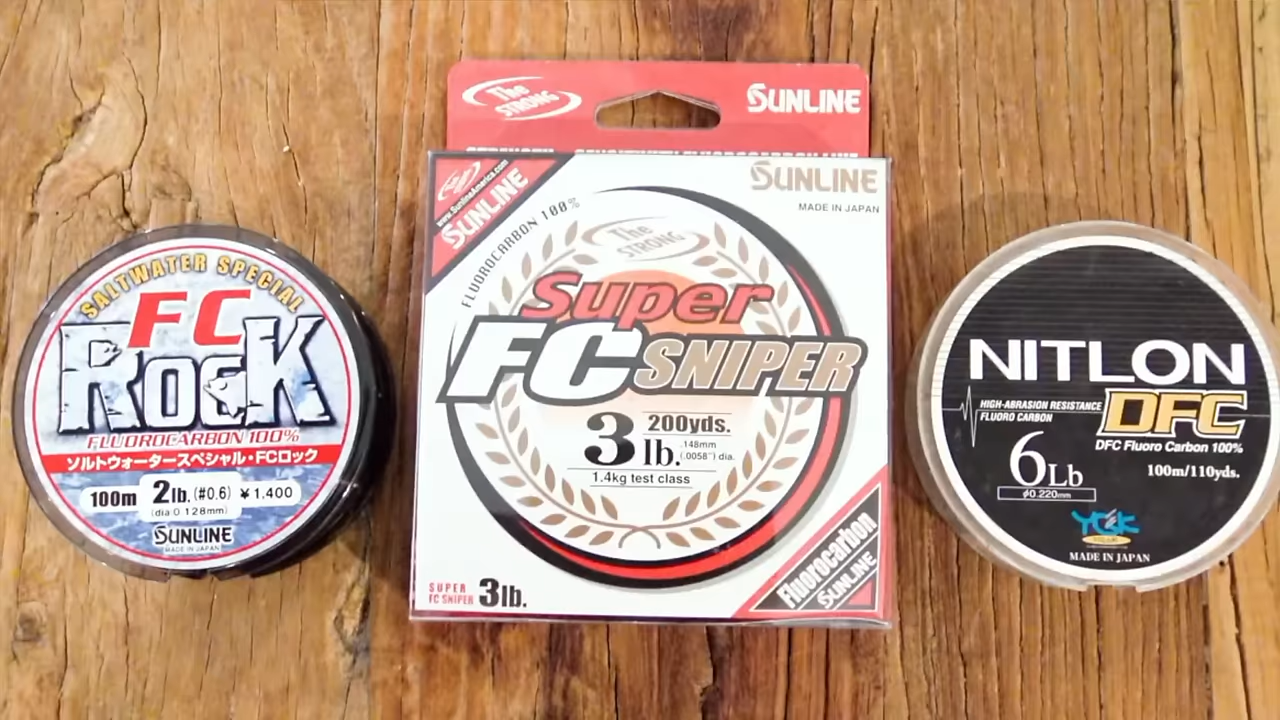 SALTWATER SPECIAL
FC
ROCK
FLUOROCARBON 100%
ソルトウォータースペシャル・FCロック
100m 2lb. (#0.6) ¥1,400
(dia 0.128mm)
SUNLINE
MADE IN JAPAN
The STRONG
SUNLINE
www.SunlineAmerica.com
SUNLINE
SUNLINE
MADE IN JAPAN
FLUOROCARBON 100%
The STRONG
Super
FC SNIPER
3 lb.
200yds.
.148mm
(.0058") dia.
1.4kg test class
SUPER
FC SNIPER 3lb.
Fluorocarbon
SUNLINE
NITLON
HIGH-ABRASION RESISTANCE
FLUORO CARBON
DFC
DFC Fluoro Carbon 100%
6Lb
100m/110yds.
φ0.220mm
YGK
MADE IN JAPAN